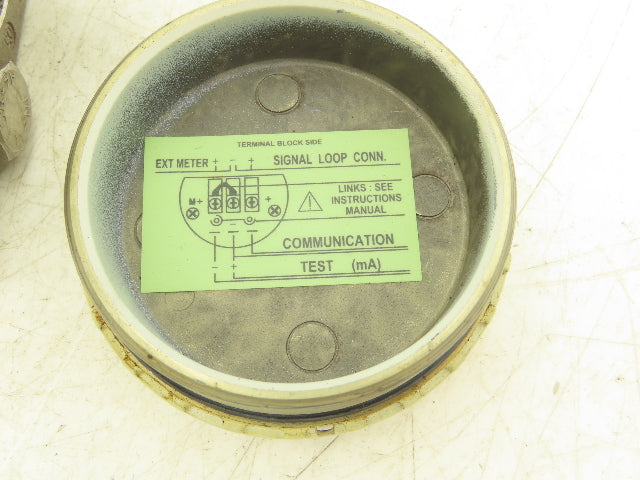 TERMINAL BLOCK SIDE
EXT METER + - + SIGNAL LOOP CONN.
M+ +
LINKS : SEE
INSTRUCTIONS
MANUAL
COMMUNICATION
- + TEST (mA)